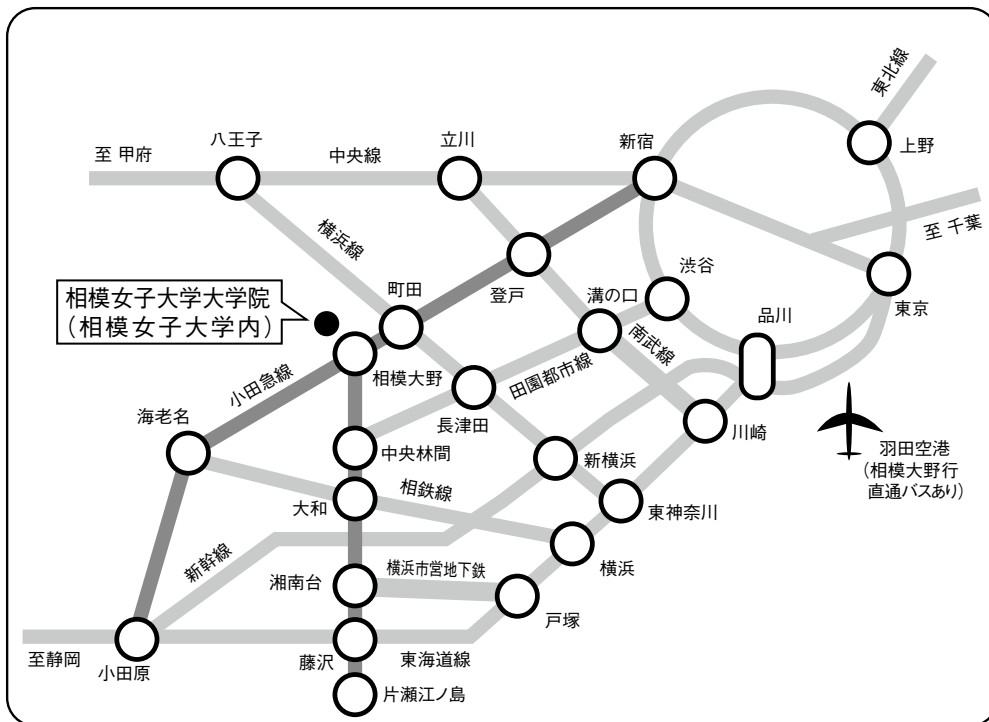 東北線
八王子
立川
新宿
上野
至 甲府
中央線
至 千葉
横浜線
渋谷
町田
登戸
溝の口
東京
相模女子大学大学院
(相模女子大学内)
品川
南武線
小田急線
相模大野
田園都市線
海老名
長津田
川崎
中央林間
新横浜
羽田空港
(相模大野行
直通バスあり)
相鉄線
大和
東神奈川
新幹線
横浜市営地下鉄
横浜
湘南台
戸塚
至静岡
小田原
藤沢
東海道線
片瀬江ノ島